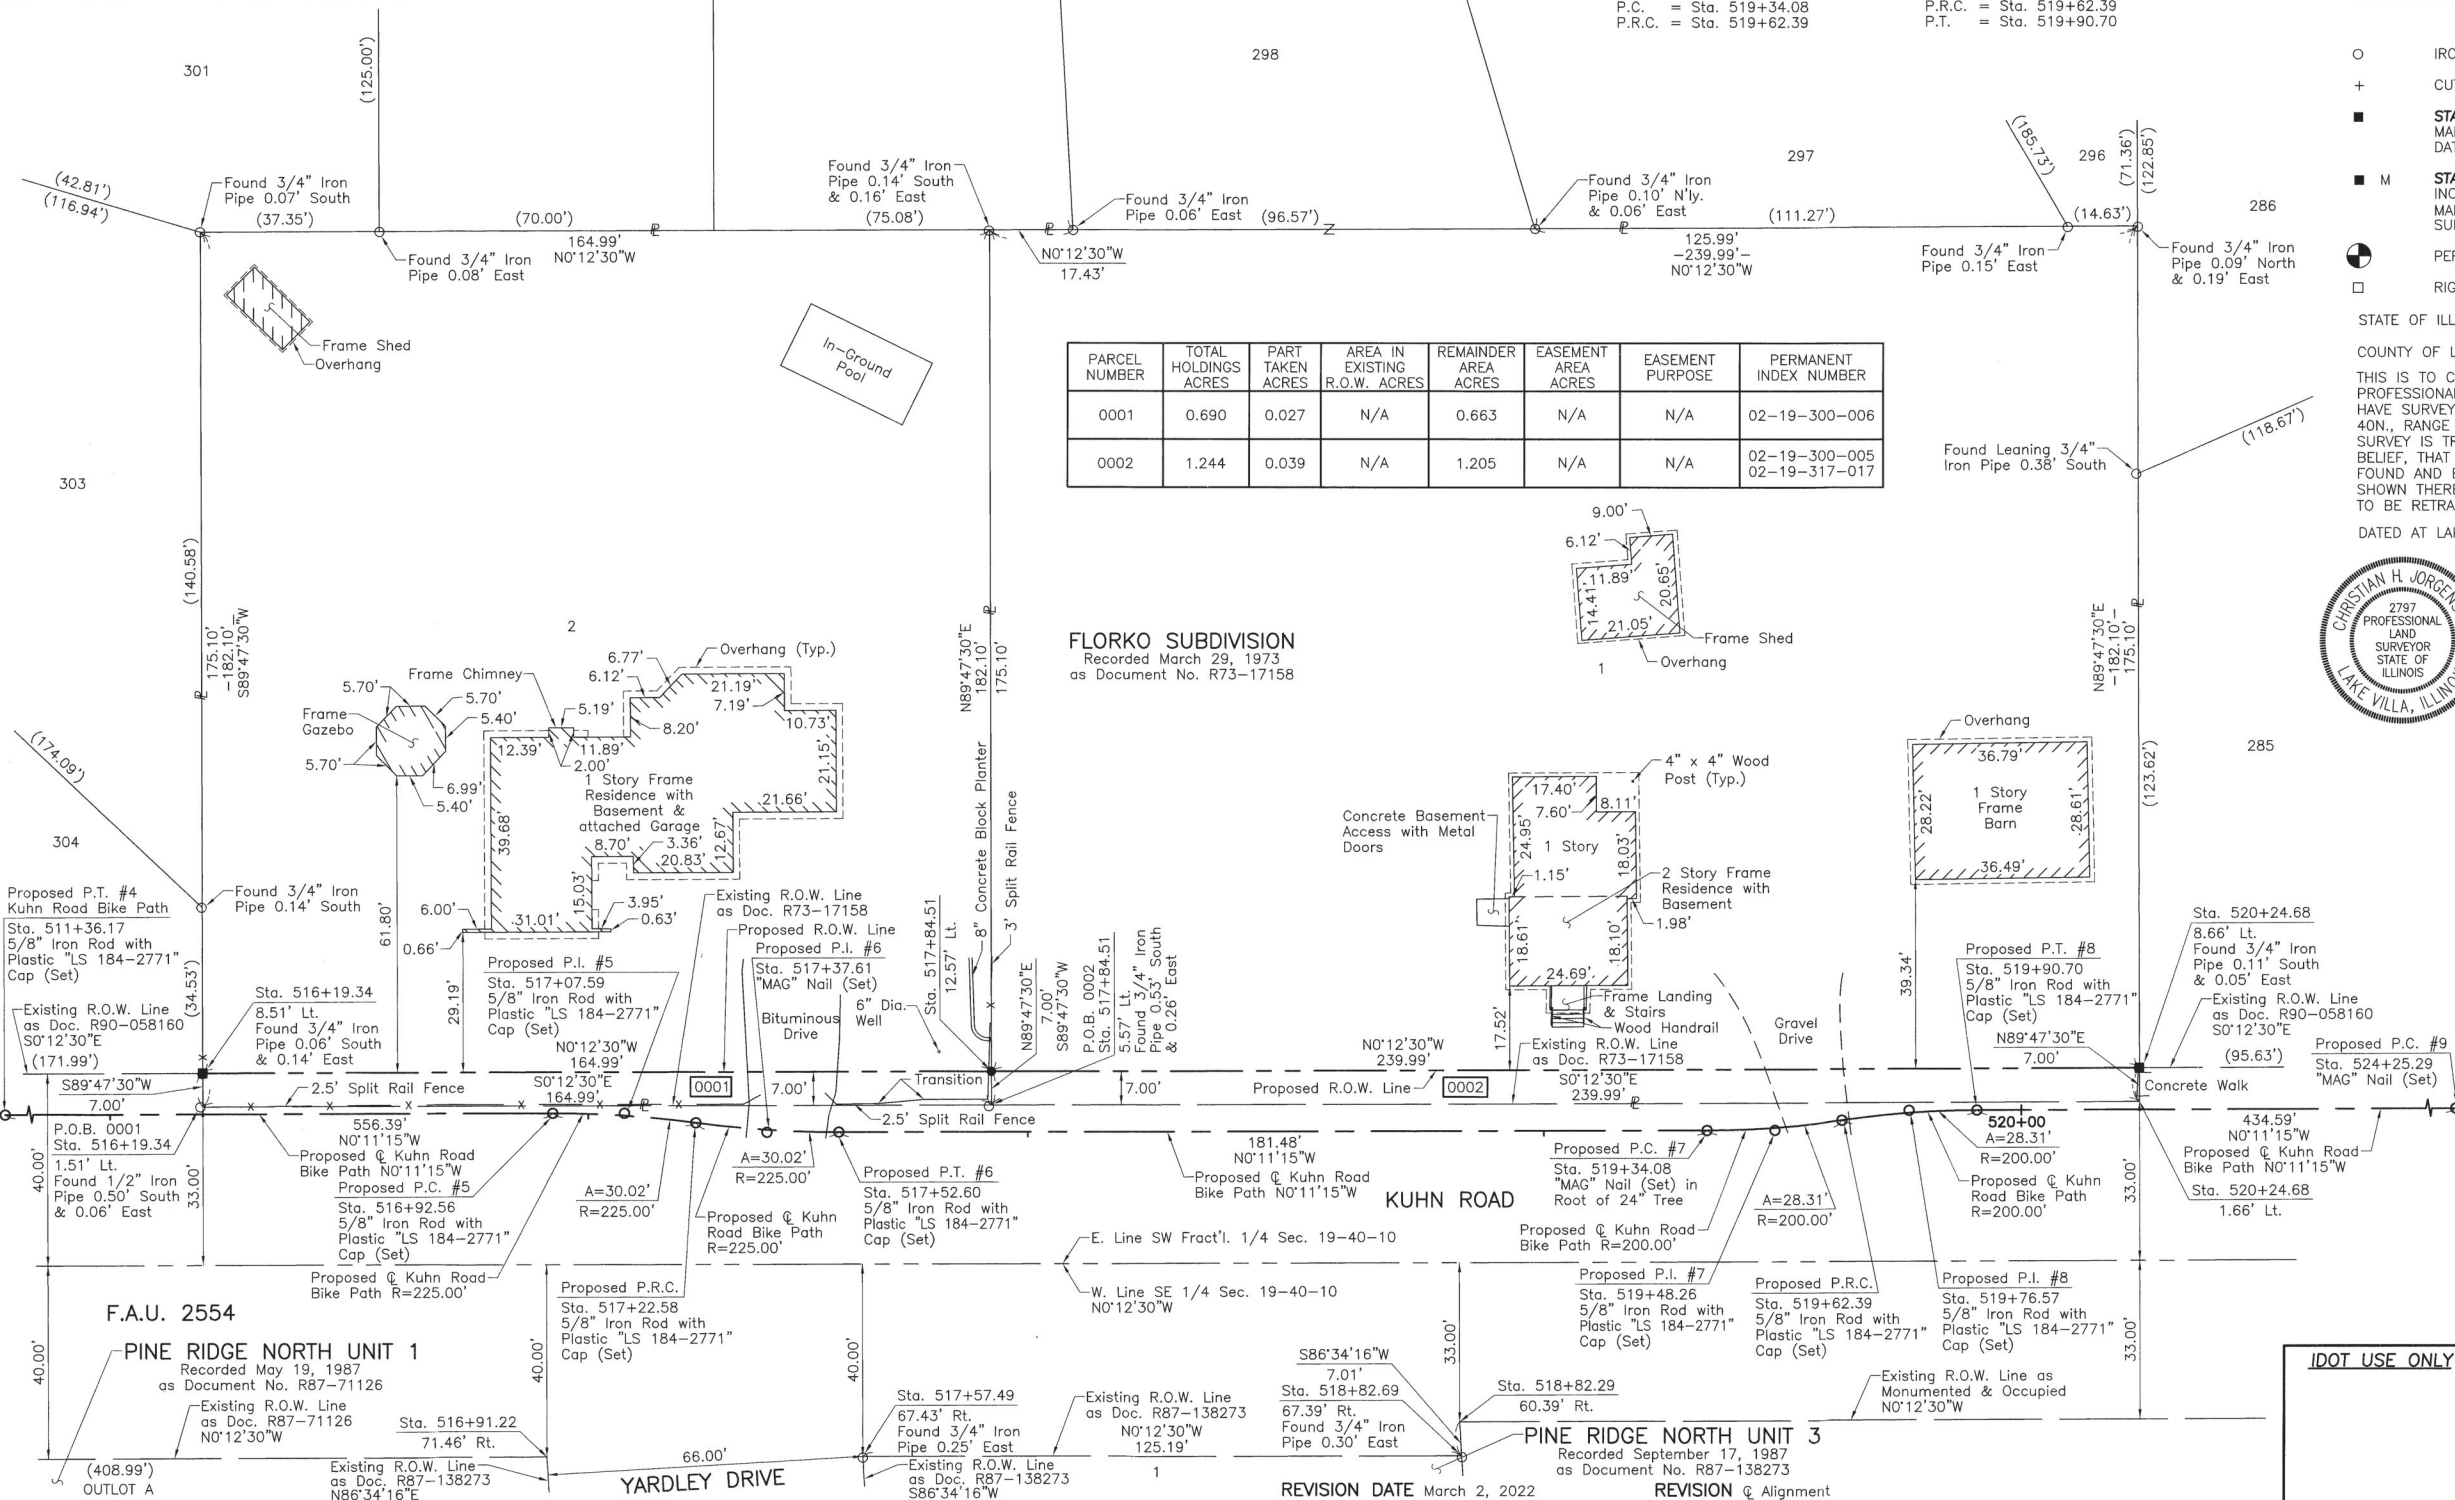 P.C. = Sta. 519+34.08
P.R.C. = Sta. 519+62.39
P.R.C. = Sta. 519+62.39
P.T. = Sta. 519+90.70
301
(125.00')
298
297
(185.73')
296
(71.36')
(122.85')
286
(42.81')
(116.94')
Found 3/4" Iron
Pipe 0.07' South
(37.35')
(70.00')
164.99'
N0°12'30"W
Found 3/4" Iron
Pipe 0.08' East
Found 3/4" Iron
Pipe 0.14' South
& 0.16' East
(75.08')
N0°12'30"W
17.43'
Found 3/4" Iron
Pipe 0.06' East
(96.57')
Z
Found 3/4" Iron
Pipe 0.10' N'ly.
& 0.06' East
(111.27')
125.99'
-239.99'-
N0°12'30"W
(14.63')
Found 3/4" Iron
Pipe 0.15' East
Found 3/4" Iron
Pipe 0.09' North
& 0.19' East
M
STATE OF ILL
COUNTY OF L
THIS IS TO C
PROFESSIONA
HAVE SURVEY
40N., RANGE
SURVEY IS TR
BELIEF, THAT
FOUND AND E
SHOWN THERE
TO BE RETRA
DATED AT LA
CHRISTIAN H. JORGENS
2797
PROFESSIONAL
LAND
SURVEYOR
STATE OF
ILLINOIS
LAKE VILLA, ILLINO
Frame Shed
Overhang
In-Ground
Pool
PARCEL NUMBER
TOTAL HOLDINGS ACRES
PART TAKEN ACRES
AREA IN EXISTING R.O.W. ACRES
REMAINDER AREA ACRES
EASEMENT AREA ACRES
EASEMENT PURPOSE
PERMANENT INDEX NUMBER
0001 0.690 0.027 N/A 0.663 N/A N/A 02-19-300-006
0002 1.244 0.039 N/A 1.205 N/A N/A 02-19-300-005
02-19-317-017
Found Leaning 3/4"
Iron Pipe 0.38' South
(118.67')
303
(140.58')
175.10'
-182.10'-
S89°47'30"W
2
N89°47'30"E
182.10'
175.10'
FLORKO SUBDIVISION
Recorded March 29, 1973
as Document No. R73-17158
9.00'
6.12'
11.89'
14.41'
20.65'
21.05'
Frame Shed
Overhang
1
N89°47'30"E
-182.10'-
175.10'
285
(123.62')
Frame Chimney
Overhang (Typ.)
6.77'
6.12'
21.19'
7.19'
10.73'
5.19'
8.20'
12.39'
11.89'
2.00'
21.15'
21.66'
1 Story Frame
Residence with
Basement &
attached Garage
8.70'
3.36'
20.83'
12.67'
39.68'
15.03'
31.01'
3.95'
0.63'
6.00'
0.66'
29.19'
61.80'
Frame
Gazebo
5.70'
5.70'
5.40'
5.70'
6.99'
5.40'
(174.09')
304
8" Concrete Block Planter
3' Split Rail Fence
Concrete Basement
Access with Metal
Doors
4" x 4" Wood
Post (Typ.)
17.40'
7.60'
8.11'
24.95'
1 Story
18.03'
1.15'
2 Story Frame
Residence with
Basement
1.98'
18.61'
18.10'
24.69'
17.52'
Frame Landing
& Stairs
Wood Handrail
Overhang
36.79'
28.22'
1 Story
Frame
Barn
28.61'
36.49'
39.34'
Gravel
Drive
Proposed P.T. #4
Kuhn Road Bike Path
Sta. 511+36.17
5/8" Iron Rod with
Plastic "LS 184-2771"
Cap (Set)
Found 3/4" Iron
Pipe 0.14' South
(34.53')
Existing R.O.W. Line
as Doc. R90-058160
S0°12'30"E
(171.99')
Sta. 516+19.34
8.51' Lt.
Found 3/4" Iron
Pipe 0.06' South
& 0.14' East
S89°47'30"W
7.00'
2.5' Split Rail Fence
P.O.B. 0001
Sta. 516+19.34
1.51' Lt.
Found 1/2" Iron
Pipe 0.50' South
& 0.06' East
40.00'
33.00'
Proposed P.I. #5
Sta. 517+07.59
5/8" Iron Rod with
Plastic "LS 184-2771"
Cap (Set)
N0°12'30"W
164.99'
S0°12'30"E
164.99'
Existing R.O.W. Line
as Doc. R73-17158
Proposed R.O.W. Line
Proposed P.I. #6
Sta. 517+37.61
"MAG" Nail (Set)
Bituminous
Drive
6" Dia.
Well
Sta. 517+84.51
12.57' Lt.
N89°47'30"E
7.00'
S89°47'30"W
P.O.B. 0002
Sta. 517+84.51
5.57' Lt.
Found 3/4" Iron
Pipe 0.53' South
& 0.26' East
0001
7.00'
Transition
7.00'
2.5' Split Rail Fence
N0°12'30"W
239.99'
Proposed R.O.W. Line
0002
Existing R.O.W. Line
as Doc. R73-17158
S0°12'30"E
239.99'
Proposed P.T. #8
Sta. 519+90.70
5/8" Iron Rod with
Plastic "LS 184-2771"
Cap (Set)
N89°47'30"E
7.00'
Sta. 520+24.68
8.66' Lt.
Found 3/4" Iron
Pipe 0.11' South
& 0.05' East
Existing R.O.W. Line
as Doc. R90-058160
S0°12'30"E
(95.63')
Concrete Walk
Proposed P.C. #9
Sta. 524+25.29
"MAG" Nail (Set)
556.39'
N0°11'15"W
Proposed ℄ Kuhn Road
Bike Path N0°11'15"W
Proposed P.C. #5
Sta. 516+92.56
5/8" Iron Rod with
Plastic "LS 184-2771"
Cap (Set)
Proposed ℄ Kuhn Road
Bike Path R=225.00'
A=30.02'
R=225.00'
A=30.02'
R=225.00'
Proposed ℄ Kuhn
Road Bike Path
R=225.00'
Proposed P.T. #6
Sta. 517+52.60
5/8" Iron Rod with
Plastic "LS 184-2771"
Cap (Set)
181.48'
N0°11'15"W
Proposed ℄ Kuhn Road
Bike Path N0°11'15"W
KUHN ROAD
Proposed P.C. #7
Sta. 519+34.08
"MAG" Nail (Set) in
Root of 24" Tree
Proposed ℄ Kuhn Road
Bike Path R=200.00'
A=28.31'
R=200.00'
520+00
A=28.31'
R=200.00'
Proposed ℄ Kuhn
Road Bike Path
R=200.00'
434.59'
N0°11'15"W
Proposed ℄ Kuhn Road
Bike Path N0°11'15"W
Sta. 520+24.68
1.66' Lt.
33.00'
E. Line SW Fract'l. 1/4 Sec. 19-40-10
W. Line SE 1/4 Sec. 19-40-10
N0°12'30"W
Proposed P.R.C.
Sta. 517+22.58
5/8" Iron Rod with
Plastic "LS 184-2771"
Cap (Set)
Proposed P.I. #7
Sta. 519+48.26
5/8" Iron Rod with
Plastic "LS 184-2771"
Cap (Set)
Proposed P.R.C.
Sta. 519+62.39
5/8" Iron Rod with
Plastic "LS 184-2771"
Cap (Set)
Proposed P.I. #8
Sta. 519+76.57
5/8" Iron Rod with
Plastic "LS 184-2771"
Cap (Set)
F.A.U. 2554
PINE RIDGE NORTH UNIT 1
Recorded May 19, 1987
as Document No. R87-71126
Existing R.O.W. Line
as Doc. R87-71126
N0°12'30"W
40.00'
(408.99')
OUTLOT A
Sta. 516+91.22
71.46' Rt.
Existing R.O.W. Line
as Doc. R87-138273
N86°34'16"E
40.00'
66.00'
YARDLEY DRIVE
40.00'
Sta. 517+57.49
67.43' Rt.
Found 3/4" Iron
Pipe 0.25' East
Existing R.O.W. Line
as Doc. R87-138273
S86°34'16"W
Existing R.O.W. Line
as Doc. R87-138273
N0°12'30"W
125.19'
1
S86°34'16"W
7.01'
Sta. 518+82.69
67.39' Rt.
Found 3/4" Iron
Pipe 0.30' East
33.00'
Sta. 518+82.29
60.39' Rt.
PINE RIDGE NORTH UNIT 3
Recorded September 17, 1987
as Document No. R87-138273
Existing R.O.W. Line as
Monumented & Occupied
N0°12'30"W
33.00'
REVISION DATE March 2, 2022
REVISION ℄ Alignment
IDOT USE ONLY